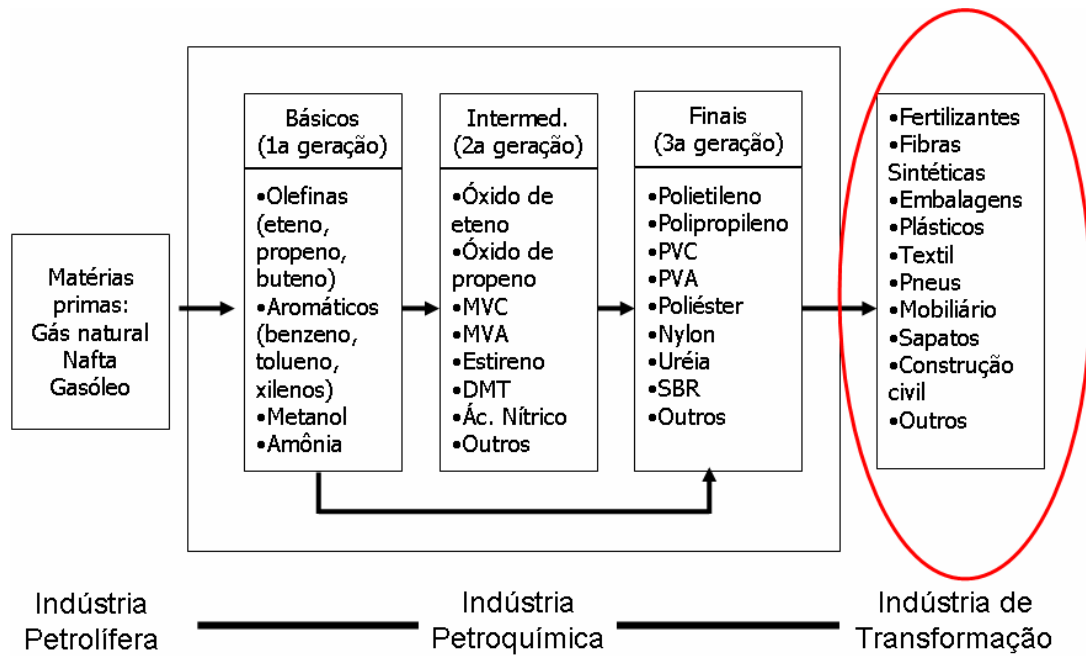 Matérias
primas:
Gás natural
Nafta
Gasóleo
Básicos
(1a geração)
•Olefinas
(eteno,
propeno,
buteno)
•Aromáticos
(benzeno,
tolueno,
xilenos)
•Metanol
•Amônia
Intermed.
(2a geração)
•Óxido de
eteno
•Óxido de
propeno
•MVC
•MVA
•Estireno
•DMT
•Ác. Nítrico
•Outros
Finais
(3a geração)
•Polietileno
•Polipropileno
•PVC
•PVA
•Poliéster
•Nylon
•Uréia
•SBR
•Outros
•Fertilizantes
•Fibras
Sintéticas
•Embalagens
•Plásticos
•Textil
•Pneus
•Mobiliário
•Sapatos
•Construção
civil
•Outros
Indústria
Petrolífera
Indústria
Petroquímica
Indústria de
Transformação